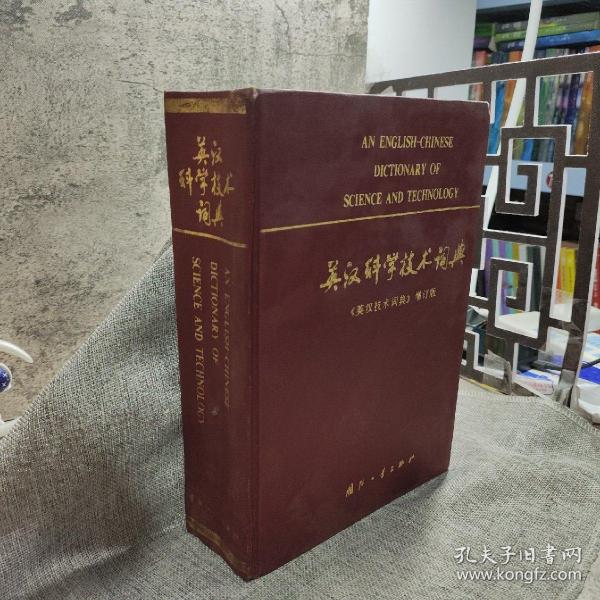 英汉
科学技术
词典
AN ENGLISH-CHINESE
DICTIONARY OF
SCIENCE AND TECHNOLOGY
AN ENGLISH-CHINESE
DICTIONARY OF
SCIENCE AND TECHNOLOGY
英汉科学技术词典
《英汉技术词典》增订版
国防工业出版社
孔夫子旧书网
www.kongfz.com